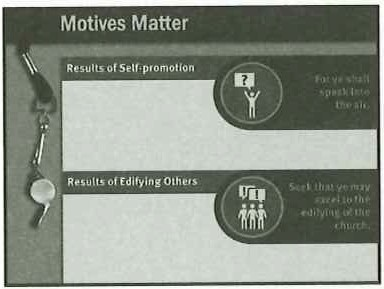 Motives Matter
Results of Self-promotion
?
For ye shall
speak into
the air.
Results of Edifying Others
!
Seek that ye may
excel to the
edifying of the
church.